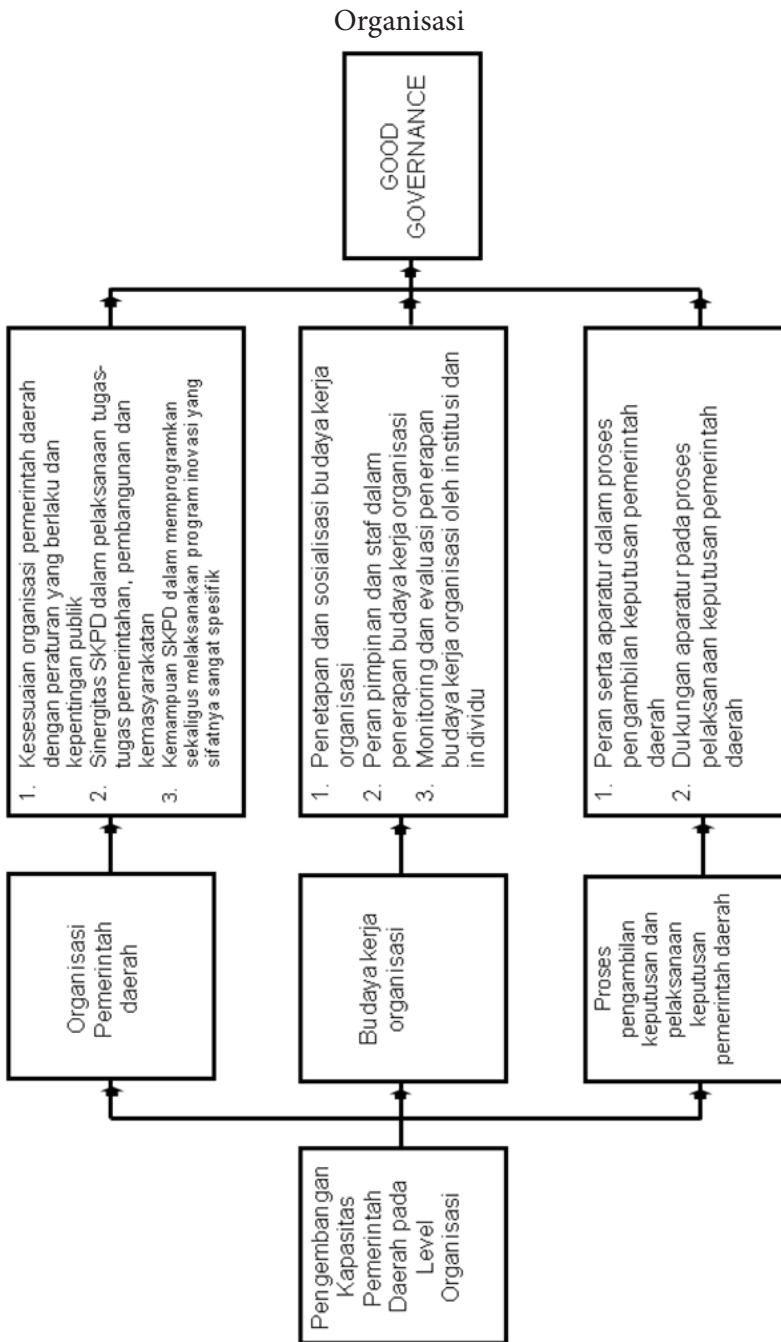 Organisasi
Pengembangan
Kapasitas
Pemerintah
Daerah pada
Level
Organisasi
Organisasi
Pemerintah
daerah
1. Kesesuaian organisasi pemerintah daerah
dengan peraturan yang berlaku dan
kepentingan publik
2. Sinergitas SKPD dalam pelaksanaan tugas-
tugas pemerintahan, pembangunan dan
kemasyarakatan
3. Kemampuan SKPD dalam memprogramkan
sekaligus melaksanakan program inovasi yang
sifatnya sangat spesifik
Budaya kerja
organisasi
1. Penetapan dan sosialisasi budaya kerja
organisasi
2. Peran pimpinan dan staf dalam
penerapan budaya kerja organisasi
3. Monitoring dan evaluasi penerapan
budaya kerja organisasi oleh institusi dan
individu
Proses
pengambilan
keputusan dan
pelaksanaan
keputusan
pemerintah daerah
1. Peran serta aparatur dalam proses
pengambilan keputusan pemerintah
daerah
2. Dukungan aparatur pada proses
pelaksanaan keputusan pemerintah
daerah
GOOD
GOVERNANCE